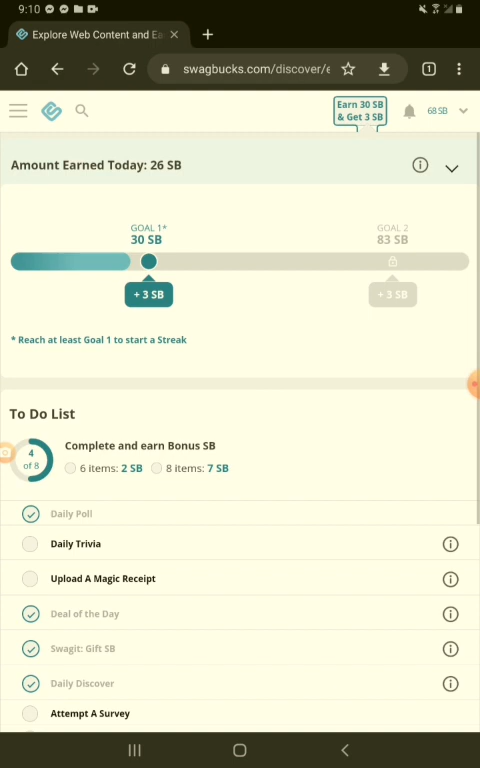 9:10
Explore Web Content and Ea
swagbucks.com/discover/e
1
Earn 30 SB
& Get 3 SB
68 SB
Amount Earned Today: 26 SB
GOAL 1*
30 SB
GOAL 2
83 SB
+ 3 SB
+ 3 SB
* Reach at least Goal 1 to start a Streak
To Do List
4
of 8
Complete and earn Bonus SB
6 items: 2 SB
8 items: 7 SB
Daily Poll
Daily Trivia
Upload A Magic Receipt
Deal of the Day
Swagit: Gift SB
Daily Discover
Attempt A Survey